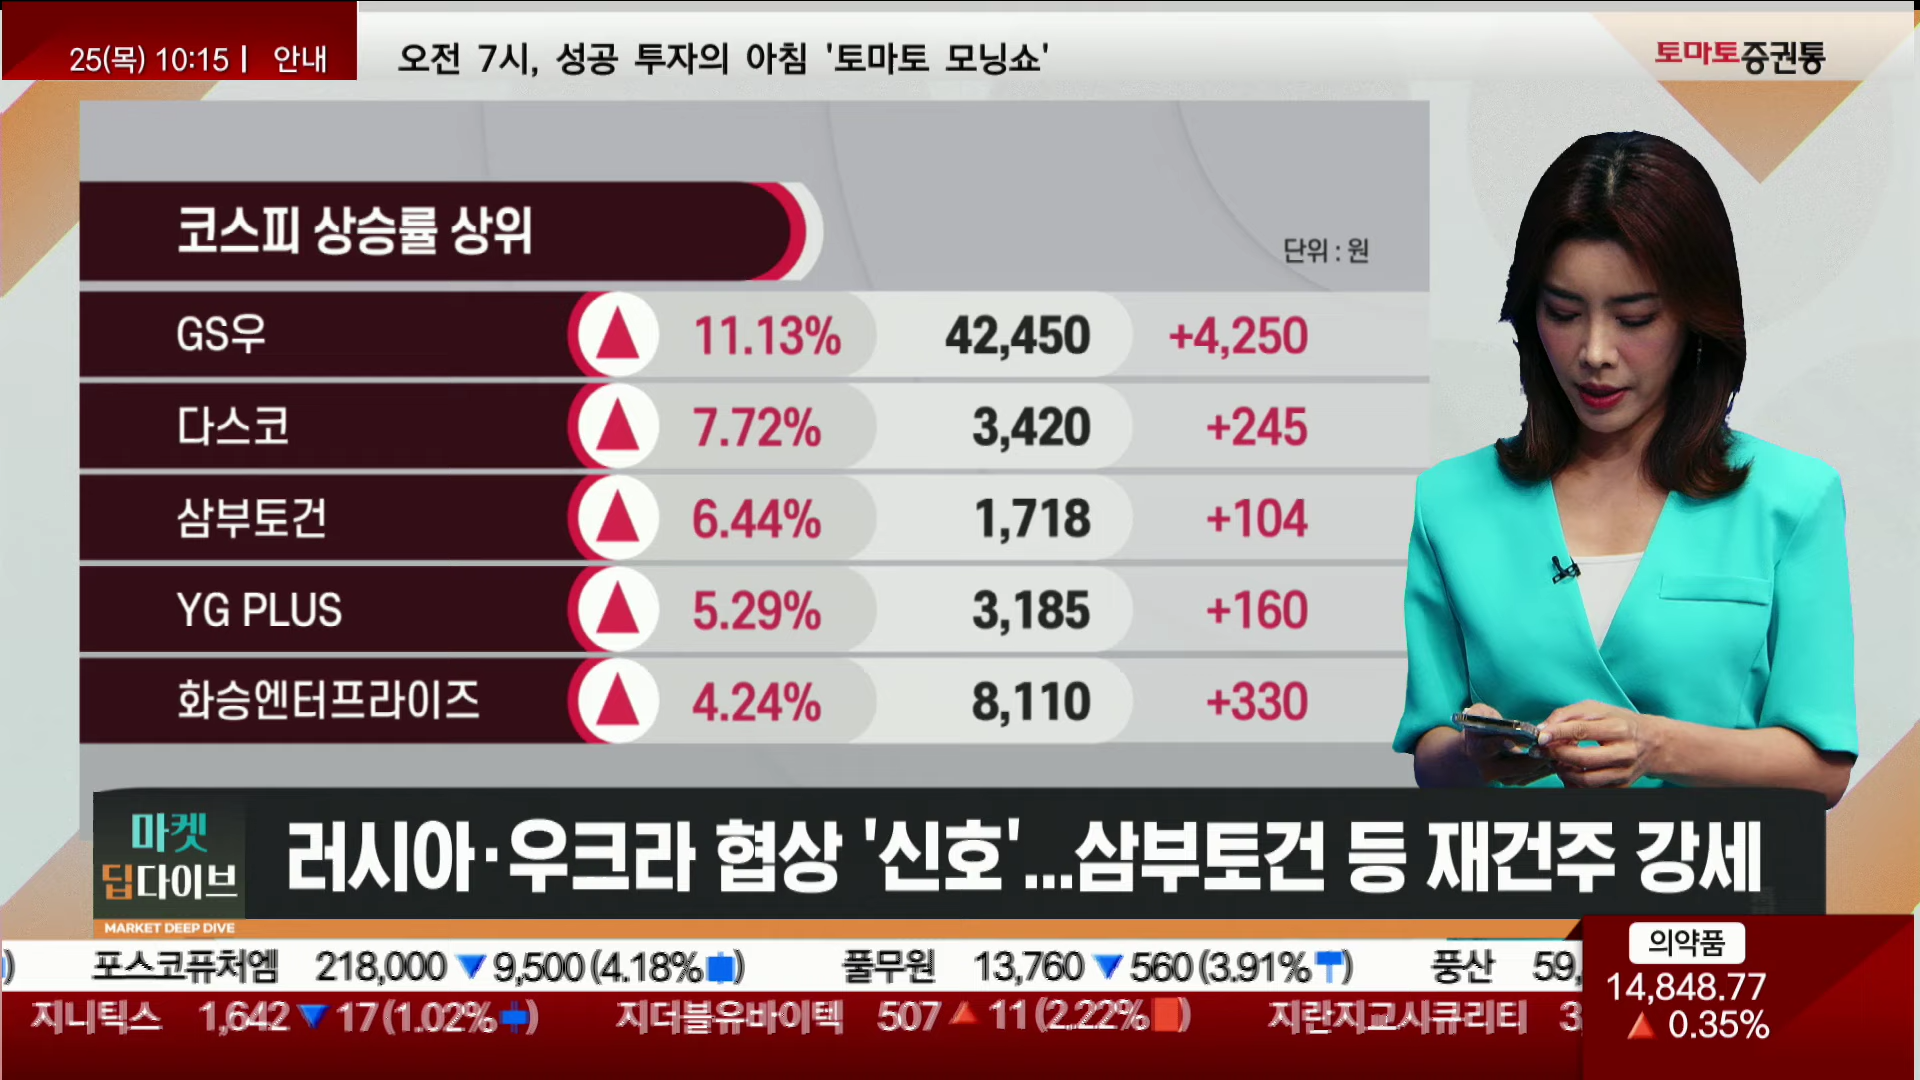 25(목) 10:15 | 안내
오전 7시, 성공 투자의 아침 '토마토 모닝쇼'
토마토증권통
코스피 상승률 상위
단위 : 원
GS우 ▲ 11.13% 42,450 +4,250
다스코 ▲ 7.72% 3,420 +245
삼부토건 ▲ 6.44% 1,718 +104
YG PLUS ▲ 5.29% 3,185 +160
화승엔터프라이즈 ▲ 4.24% 8,110 +330
마켓
딥다이브
MARKET DEEP DIVE
러시아·우크라 협상 '신호'...삼부토건 등 재건주 강세
) 포스코퓨처엠 218,000 ▼ 9,500 (4.18%) 풀무원 13,760 ▼ 560 (3.91%) 풍산 59,
지니틱스 1,642 ▼ 17 (1.02%) 지더블유바이텍 507 ▲ 11 (2.22%) 지란지교시큐리티 3
의약품
14,848.77
▲ 0.35%